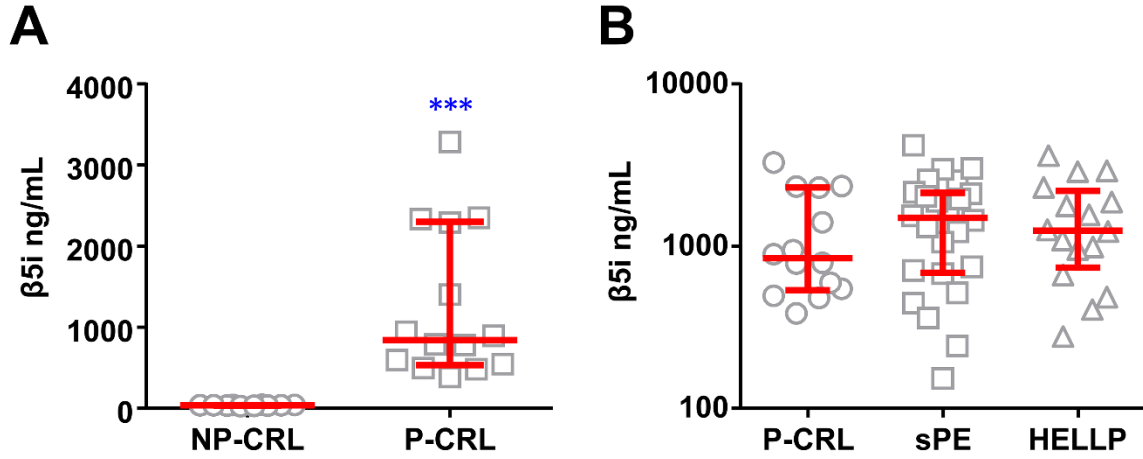 A
β5i ng/mL
4000
3000
2000
1000
0
***
NP-CRL
P-CRL
B
β5i ng/mL
10000
1000
100
P-CRL
sPE
HELLP